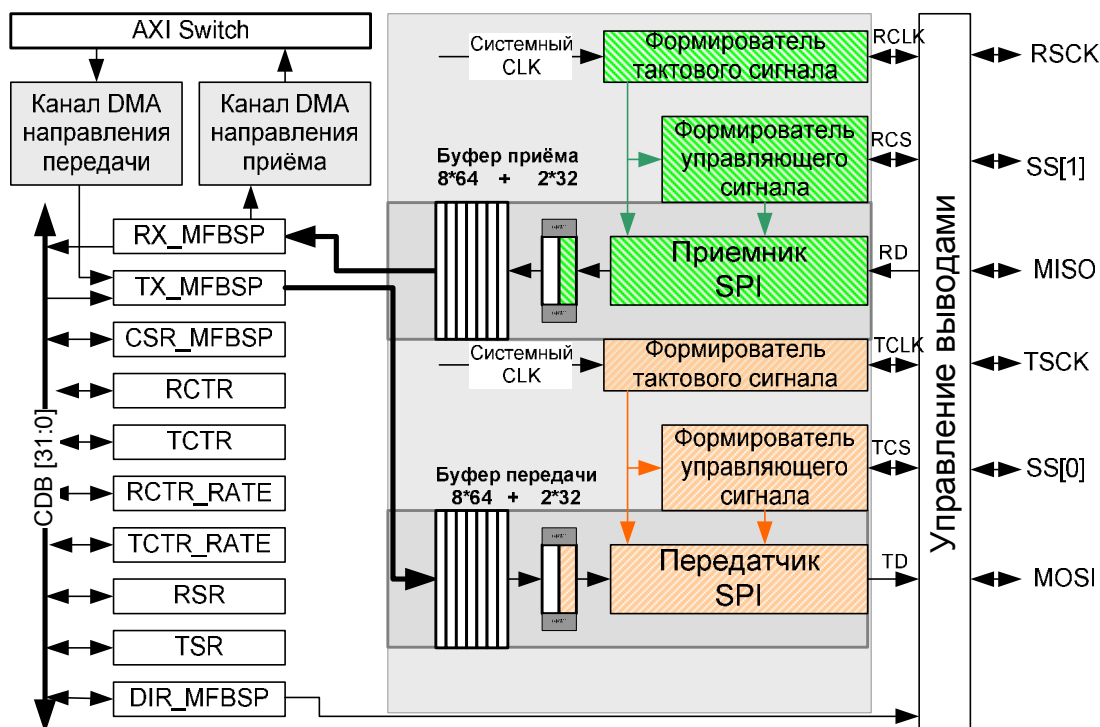 AXI Switch
Канал DMA
направления
передачи
Канал DMA
направления
приёма
RX_MFBSP
TX_MFBSP
CSR_MFBSP
RCTR
TCTR
RCTR_RATE
TCTR_RATE
RSR
TSR
DIR_MFBSP
CDB [31:0]
Системный
CLK
Формирователь
тактового сигнала
RCLK
Формирователь
управляющего
сигнала
RCS
Буфер приёма
8*64 + 2*32
Приемник
SPI
RD
Системный
CLK
Формирователь
тактового сигнала
TCLK
Формирователь
управляющего
сигнала
TCS
Буфер передачи
8*64 + 2*32
Передатчик
SPI
TD
Управление выводами
RSCK
SS[1]
MISO
TSCK
SS[0]
MOSI